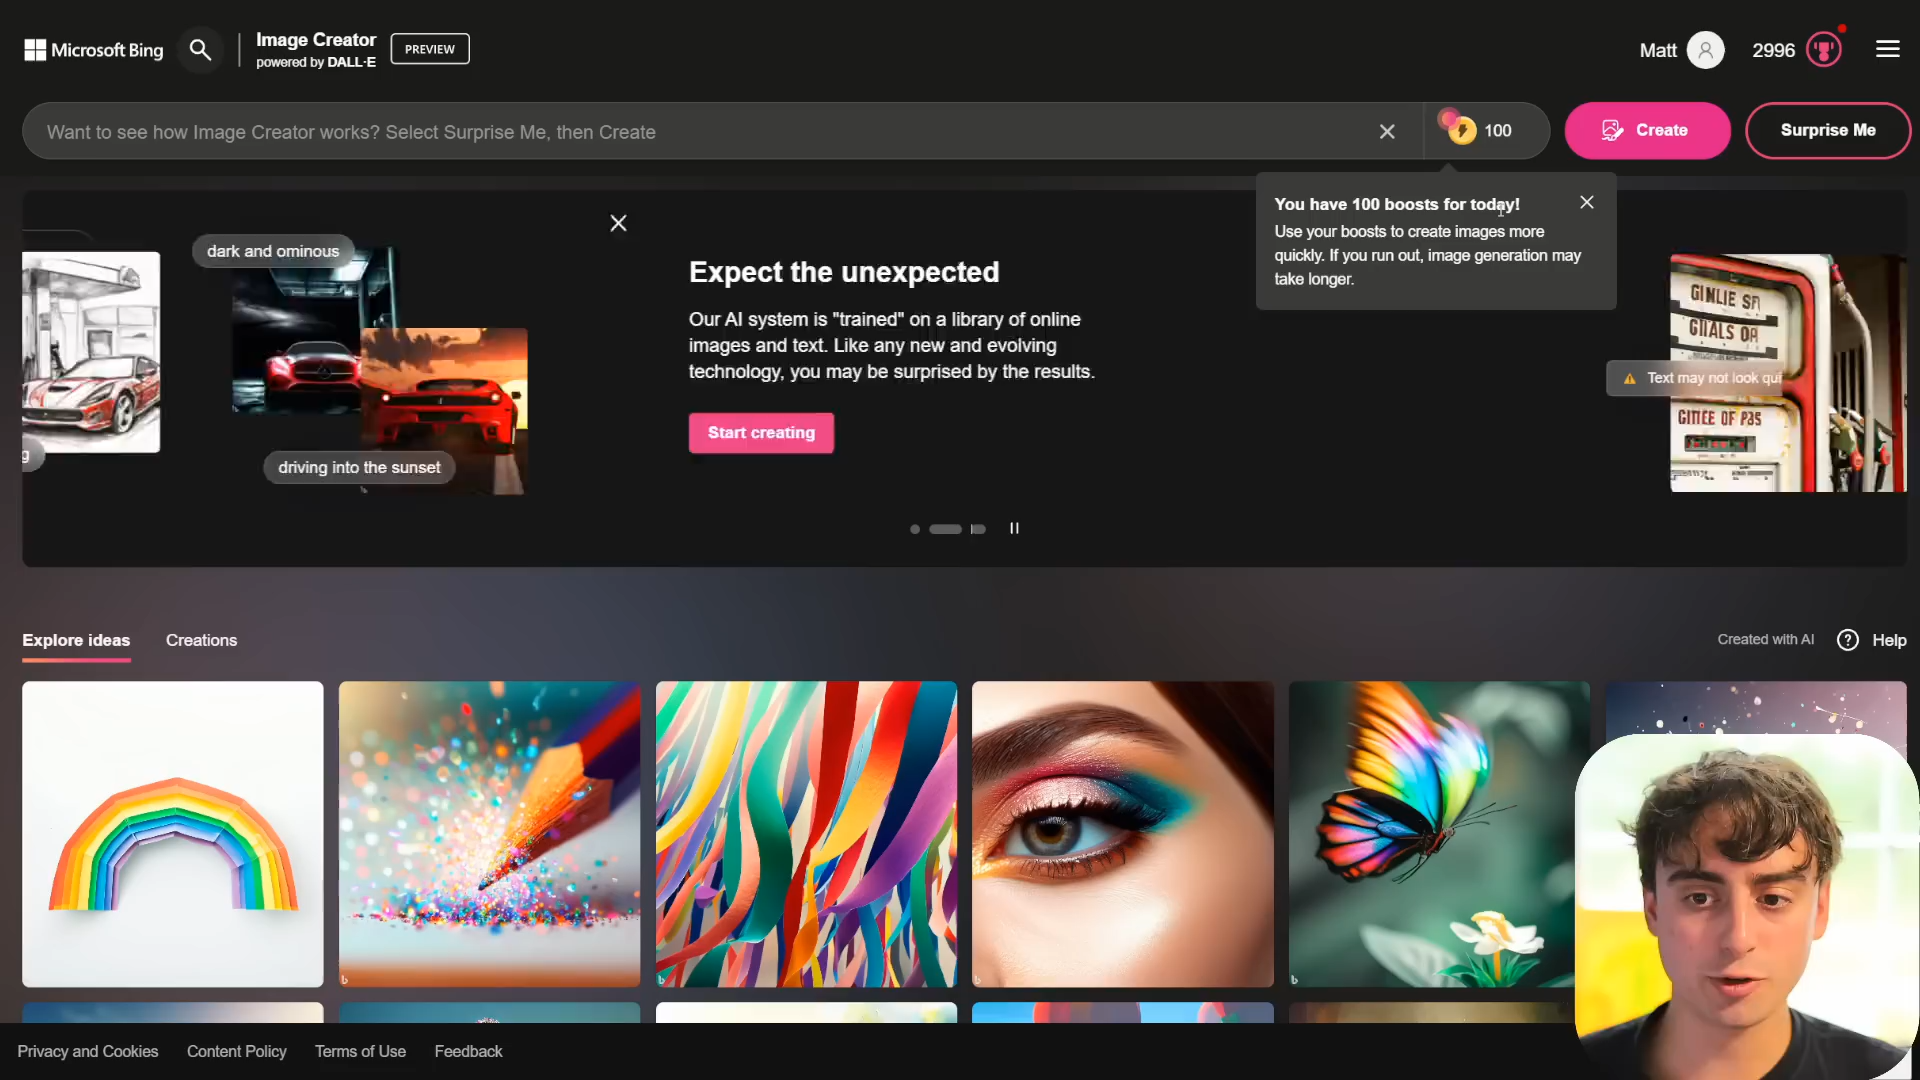 Microsoft Bing
Image Creator
powered by DALL·E
PREVIEW
Matt
2996
Want to see how Image Creator works? Select Surprise Me, then Create
100
Create
Surprise Me
You have 100 boosts for today!
Use your boosts to create images more
quickly. If you run out, image generation may
take longer.
dark and ominous
driving into the sunset
g
Expect the unexpected
Our AI system is "trained" on a library of online
images and text. Like any new and evolving
technology, you may be surprised by the results.
Start creating
Text may not look qui
GITEE OF P35
Explore ideas
Creations
Created with AI
Help
Privacy and Cookies
Content Policy
Terms of Use
Feedback